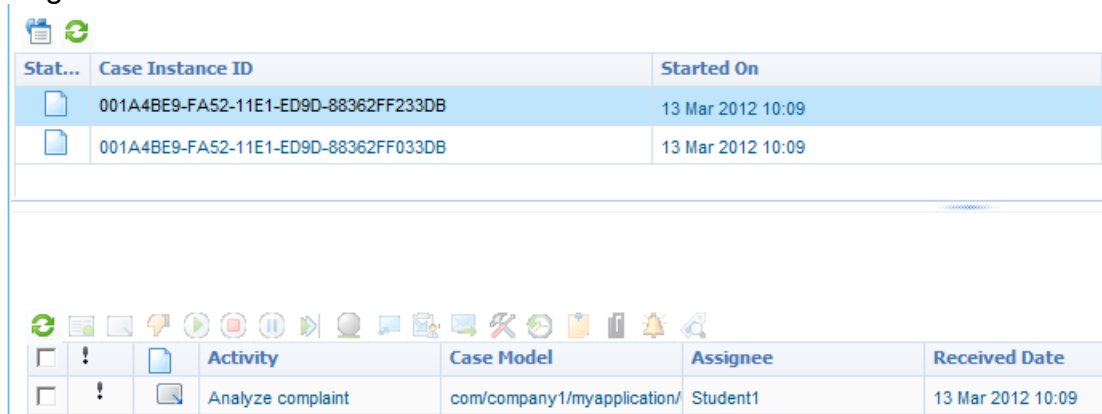 Stat... Case Instance ID Started On
001A4BE9-FA52-11E1-ED9D-88362FF233DB 13 Mar 2012 10:09
001A4BE9-FA52-11E1-ED9D-88362FF033DB 13 Mar 2012 10:09
! Activity Case Model Assignee Received Date
! Analyze complaint com/company1/myapplication/ Student1 13 Mar 2012 10:09